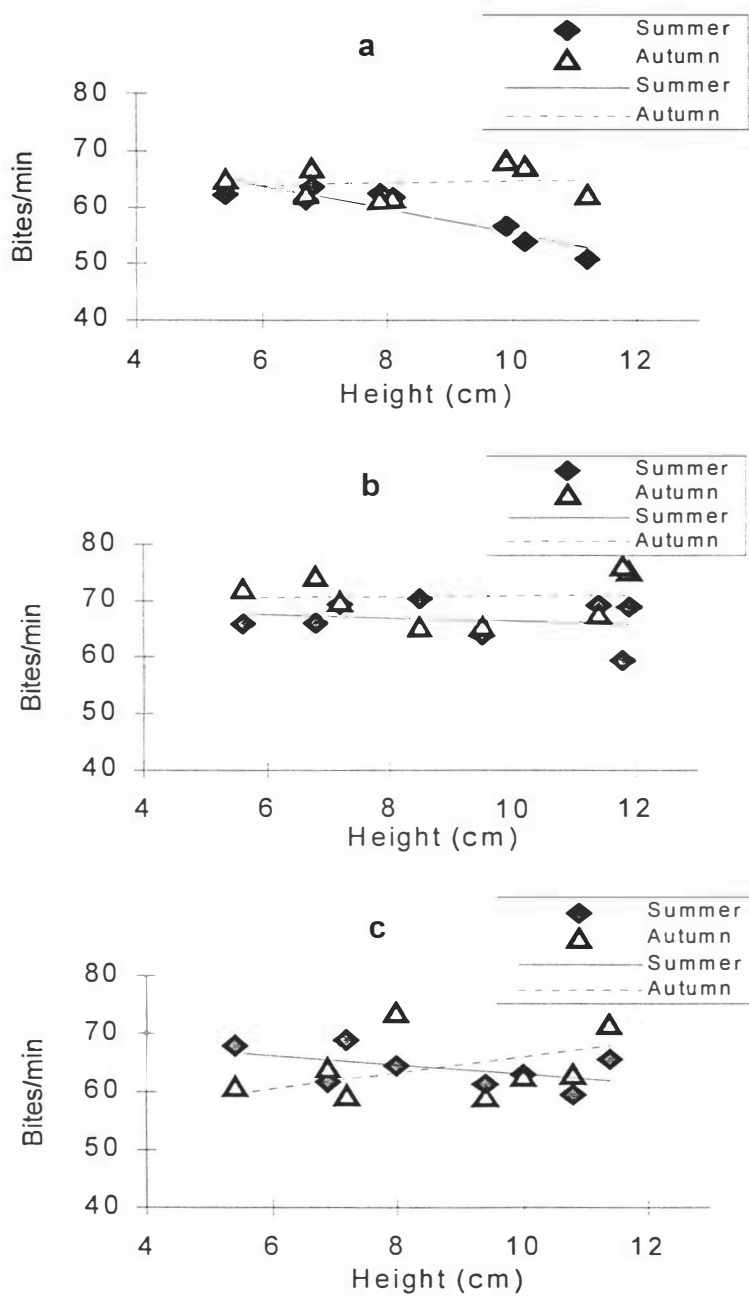 Summer
a
Autumn
Summer
80
Autumn
70
60
50
40
Bites/min
4 6 8 10 12
Height (cm)
Summer
b
Autumn
Summer
80
Autumn
70
60
50
40
Bites/min
4 6 8 10 12
Height (cm)
Summer
c
Autumn
Summer
80
Autumn
70
60
50
40
Bites/min
4 6 8 10 12
Height (cm)